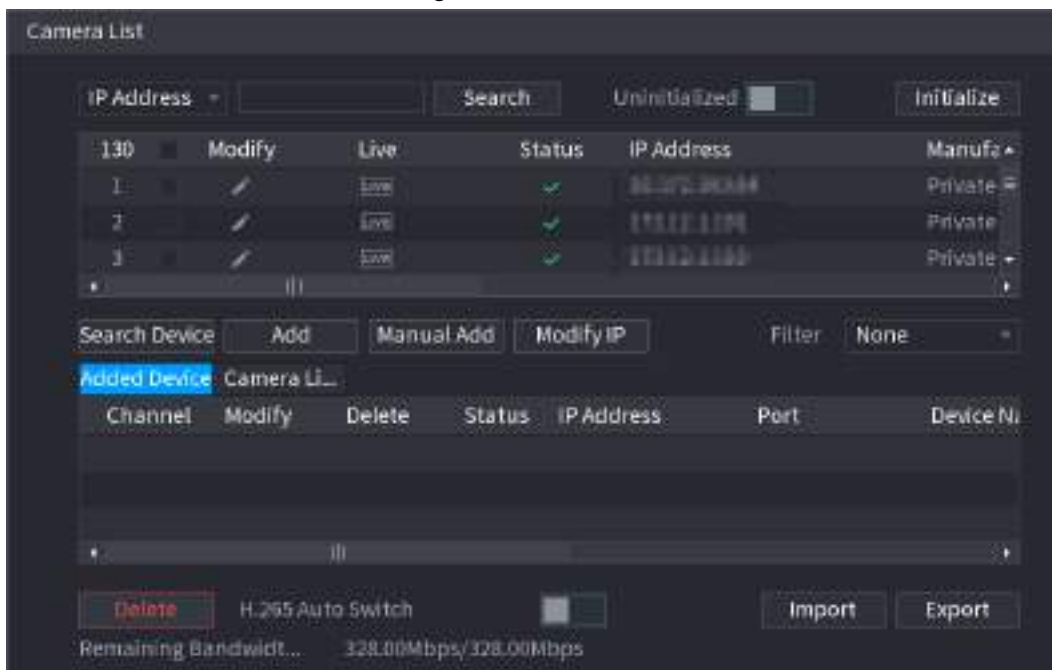 Camera List
IP Address Search Uninitialized Initialize
130 Modify Live Status IP Address Manufa
1 Live Private
2 Live Private
3 Live Private
Search Device Add Manual Add Modify IP Filter None
Added Device Camera Li...
Channel Modify Delete Status IP Address Port Device Na
Delete H.265 Auto Switch Import Export
Remaining Bandwidt... 328.00Mbps/328.00Mbps